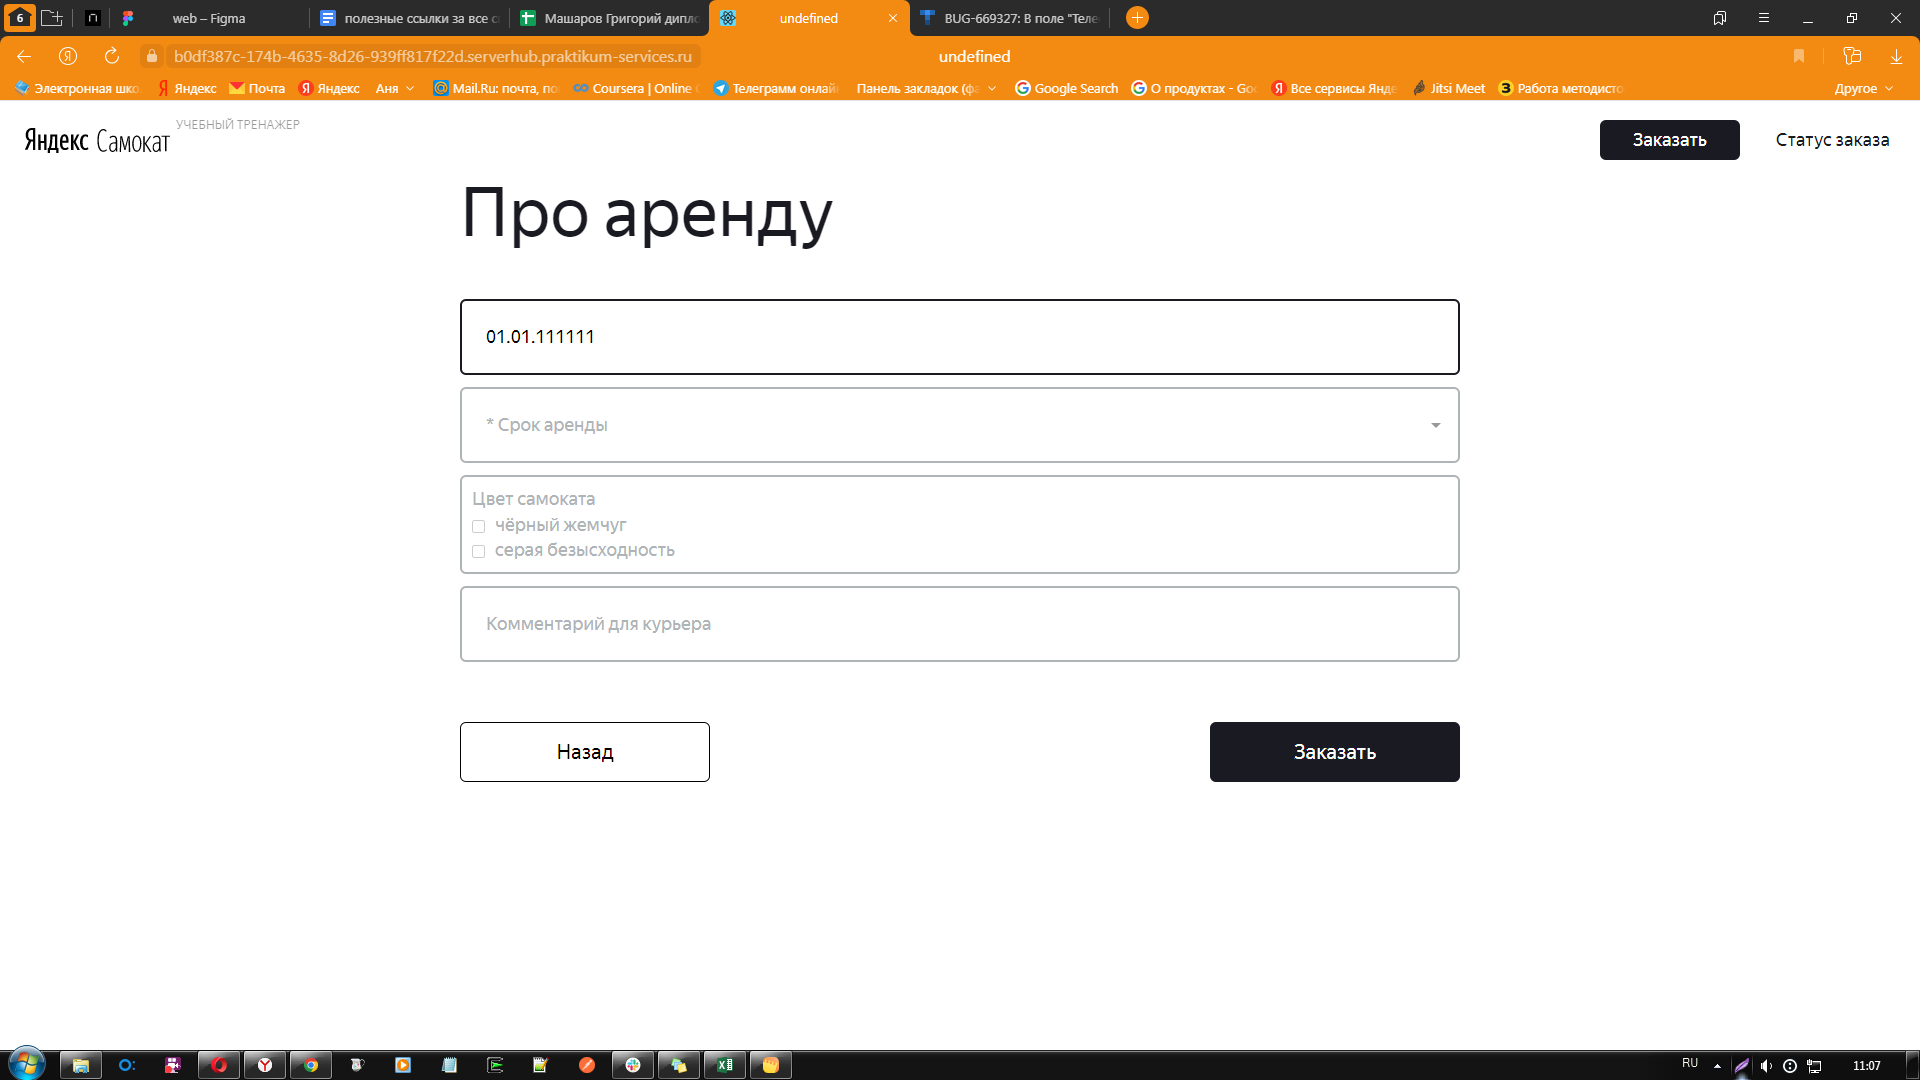 6
web – Figma
полезные ссылки за все с
Машаров Григорий дипл
undefined
BUG-669327: В поле "Теле
b0df387c-174b-4635-8d26-939ff817f22d.serverhub.praktikum-services.ru
undefined
Электронная шко
Яндекс
Почта
Яндекс
Аня
Mail.Ru: почта, по
Coursera | Online
Телеграмм онлай
Панель закладок (фа
Google Search
О продуктах - Goo
Все сервисы Янде
Jitsi Meet
Работа методисто
Другое
Яндекс Самокат
УЧЕБНЫЙ ТРЕНАЖЕР
Заказать
Статус заказа
Про аренду
01.01.111111
* Срок аренды
Цвет самоката
чёрный жемчуг
серая безысходность
Комментарий для курьера
Назад
Заказать
RU
11:07